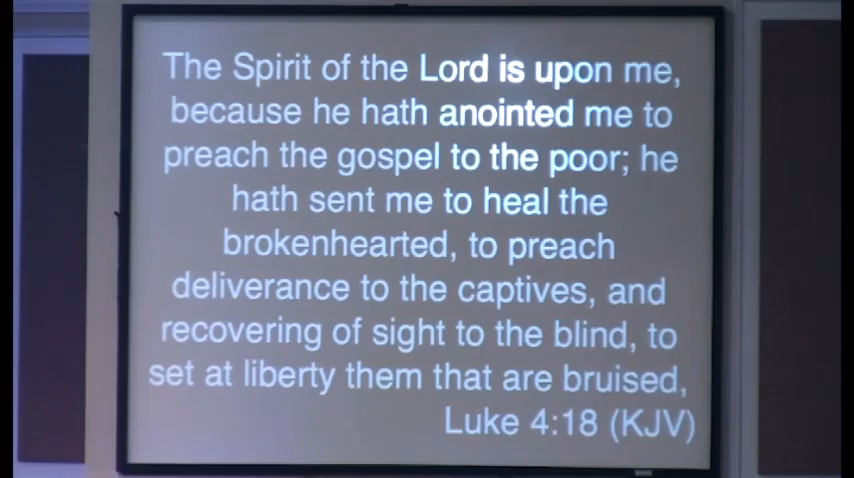 The Spirit of the Lord is upon me,
because he hath anointed me to
preach the gospel to the poor; he
hath sent me to heal the
brokenhearted, to preach
deliverance to the captives, and
recovering of sight to the blind, to
set at liberty them that are bruised,
Luke 4:18 (KJV)